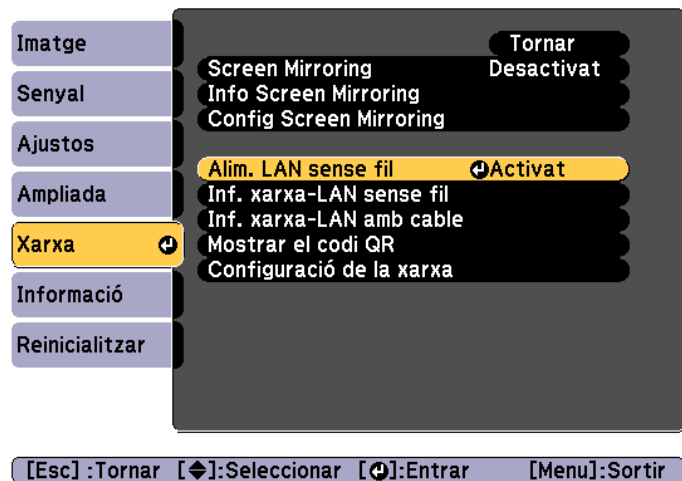 Imatge
Senyal
Ajustos
Ampliada
Xarxa
Informació
Reinicialitzar
Tornar
Screen Mirroring Desactivat
Info Screen Mirroring
Config Screen Mirroring
Alim. LAN sense fil Activat
Inf. xarxa-LAN sense fil
Inf. xarxa-LAN amb cable
Mostrar el codi QR
Configuració de la xarxa
[Esc] :Tornar [ ]:Seleccionar [ ]:Entrar [Menu]:Sortir